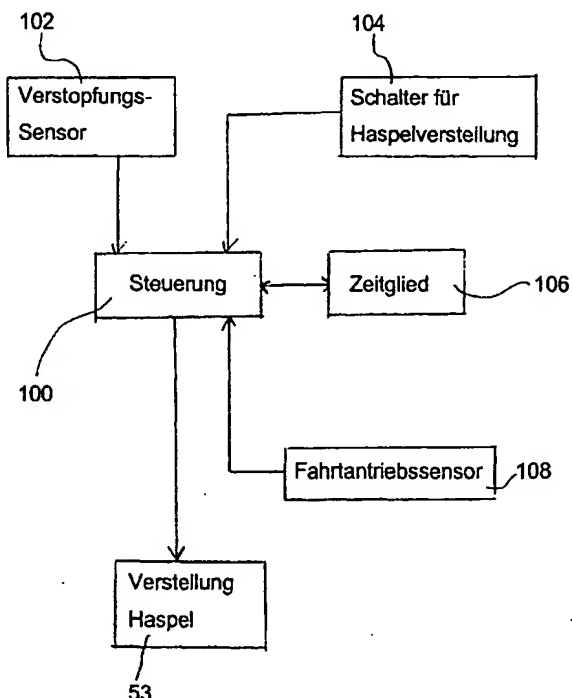 102
104
Verstopfungs-
Sensor
Schalter für
Haspelverstellung
Steuerung
Zeitglied
106
100
Fahrtantriebssensor
108
Verstellung
Haspel
53